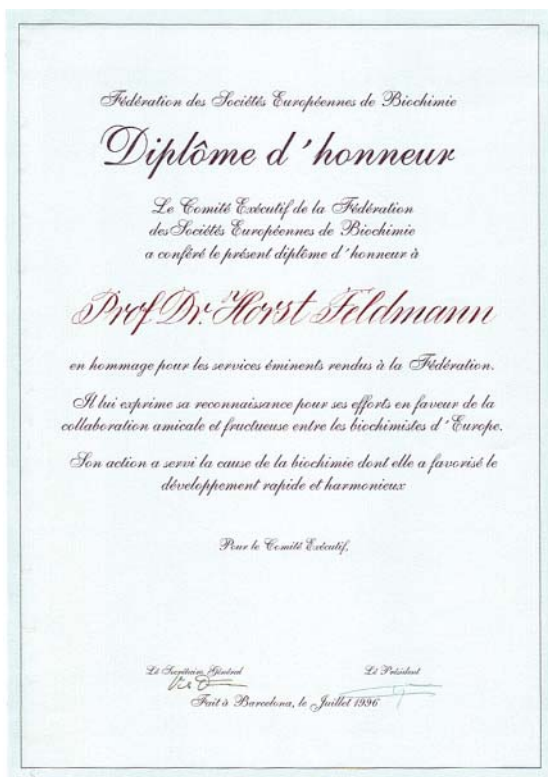 Fédération des Sociétés Européennes de Biochimie
Diplôme d'honneur
Le Comité Exécutif de la Fédération
des Sociétés Européennes de Biochimie
a conféré le présent diplôme d'honneur à
Prof. Dr. Horst Feldmann
en hommage pour les services éminents rendus à la Fédération.
Il lui exprime sa reconnaissance pour ses efforts en faveur de la
collaboration amicale et fructueuse entre les biochimistes d'Europe.
Son action a servi la cause de la biochimie dont elle a favorisé le
développement rapide et harmonieux
Pour le Comité Exécutif,
Le Secrétaire Général Le Président
Fait à Barcelona, le Juillet 1996